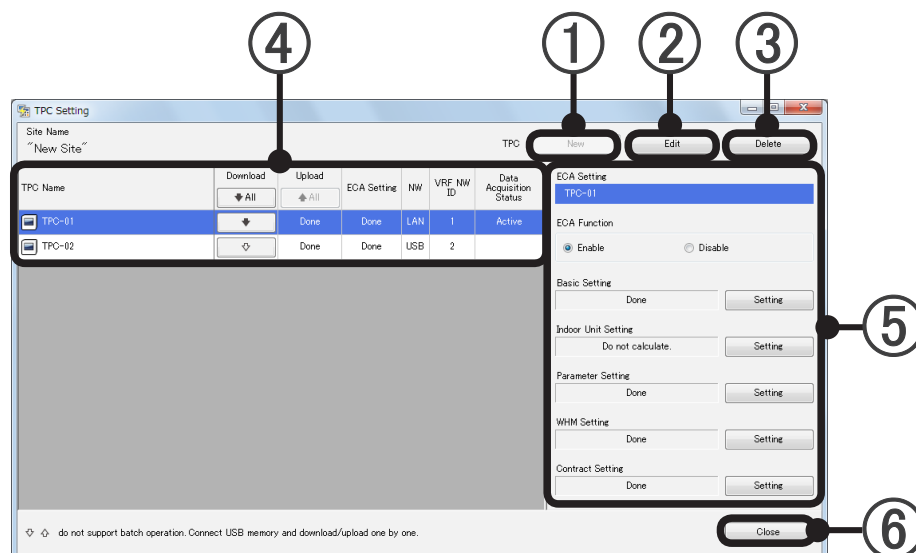 ④ ① ② ③
TPC Setting
Site Name
"New Site"
TPC New Edit Delete
TPC Name Download Upload ECA Setting NW VRF NW ID Data Acquisition Status
All All
TPC-01 Done Done LAN 1 Active
TPC-02 Done Done USB 2
ECA Setting
TPC-01
ECA Function
Enable Disable
Basic Setting
Done Setting
Indoor Unit Setting
Do not calculate. Setting
⑤
Parameter Setting
Done Setting
WHM Setting
Done Setting
Contract Setting
Done Setting
do not support batch operation. Connect USB memory and download/upload one by one.
Close ⑥